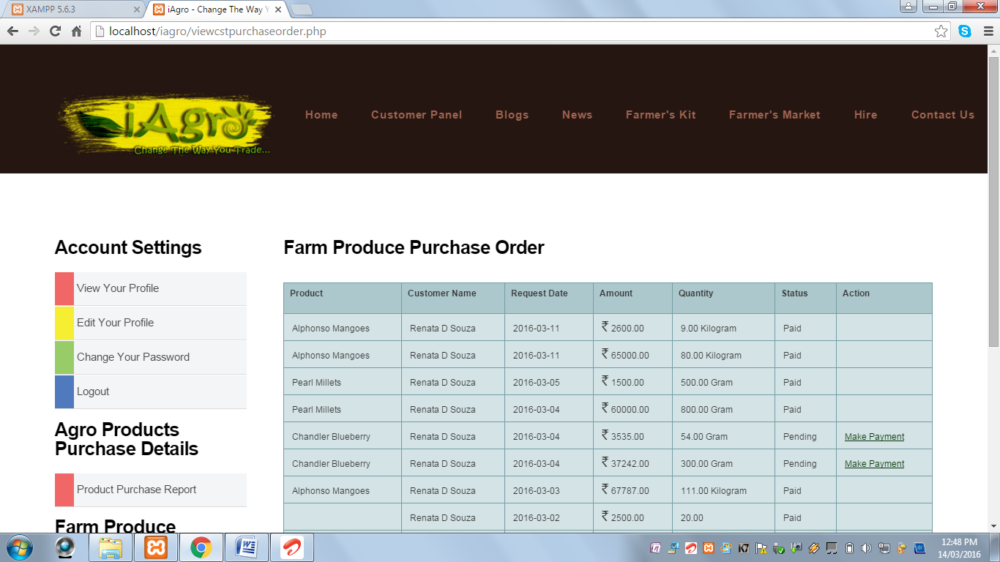 XAMPP 5.6.3
iAgro - Change The Way Y
localhost/iagro/viewcstpurchaseorder.php
iAgro
Change The Way You Trade...
Home Customer Panel Blogs News Farmer's Kit Farmer's Market Hire Contact Us
Account Settings
View Your Profile
Edit Your Profile
Change Your Password
Logout
Agro Products
Purchase Details
Product Purchase Report
Farm Produce
Farm Produce Purchase Order
Product Customer Name Request Date Amount Quantity Status Action
Alphonso Mangoes Renata D Souza 2016-03-11 ₹ 2600.00 9.00 Kilogram Paid
Alphonso Mangoes Renata D Souza 2016-03-11 ₹ 65000.00 80.00 Kilogram Paid
Pearl Millets Renata D Souza 2016-03-05 ₹ 1500.00 500.00 Gram Paid
Pearl Millets Renata D Souza 2016-03-04 ₹ 60000.00 800.00 Gram Paid
Chandler Blueberry Renata D Souza 2016-03-04 ₹ 3535.00 54.00 Gram Pending Make Payment
Chandler Blueberry Renata D Souza 2016-03-04 ₹ 37242.00 300.00 Gram Pending Make Payment
Alphonso Mangoes Renata D Souza 2016-03-03 ₹ 67787.00 111.00 Kilogram Paid
Renata D Souza 2016-03-02 ₹ 2500.00 20.00 Paid
K7
12:48 PM
14/03/2016